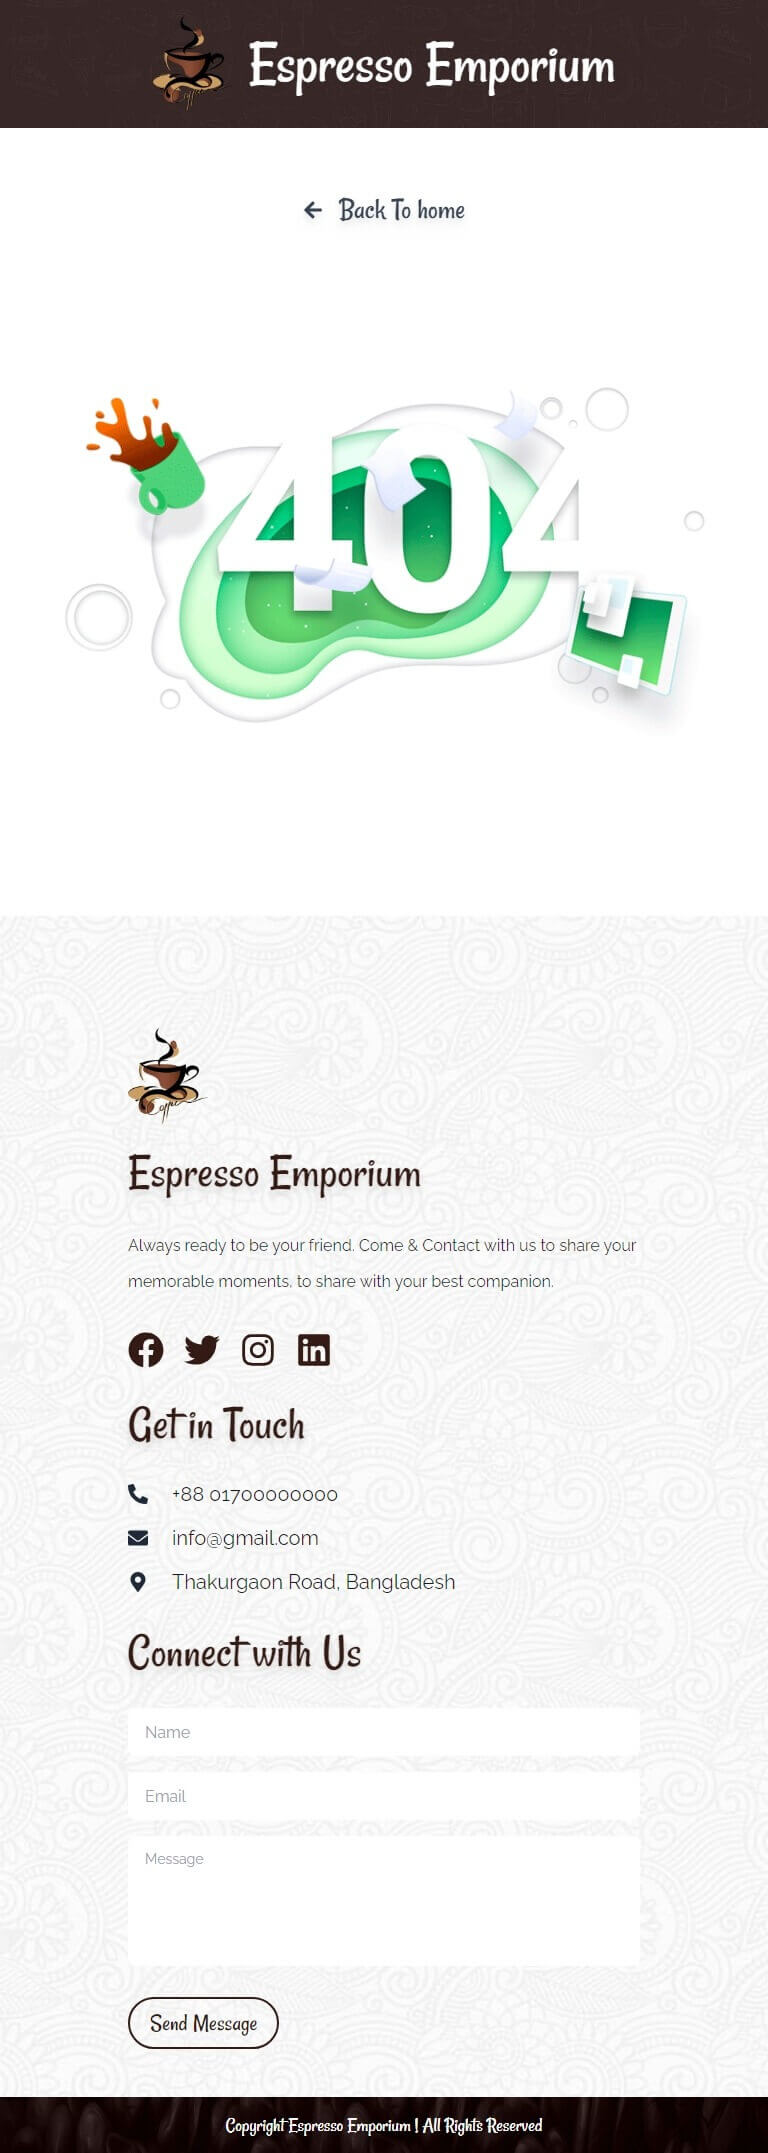 Coffee
Espresso Emporium
Back To home
404
Coffee
Espresso Emporium
Always ready to be your friend. Come & Contact with us to share your
memorable moments, to share with your best companion.
Get in Touch
+88 01700000000
info@gmail.com
Thakurgaon Road, Bangladesh
Connect with Us
Name
Email
Message
Send Message
Copyright Espresso Emporium ! All Rights Reserved